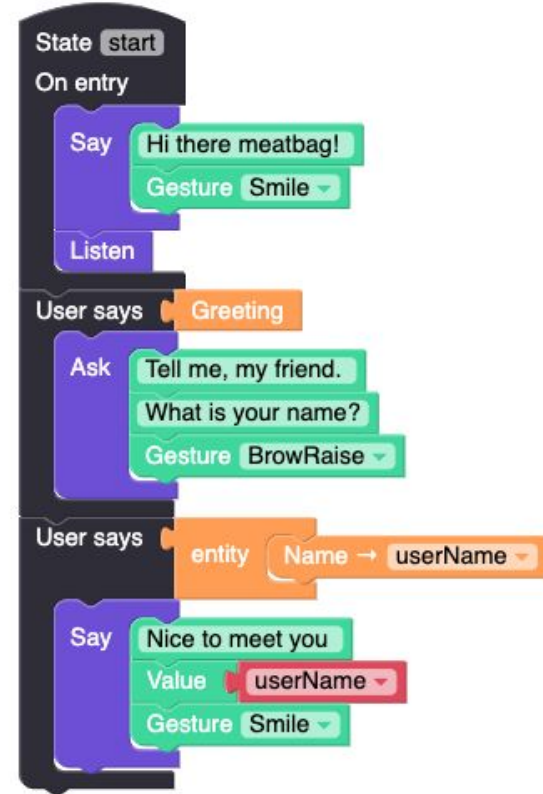 State start
On entry
Say Hi there meatbag!
Gesture Smile
Listen
User says Greeting
Ask Tell me, my friend.
What is your name?
Gesture BrowRaise
User says entity Name → userName
Say Nice to meet you
Value userName
Gesture Smile